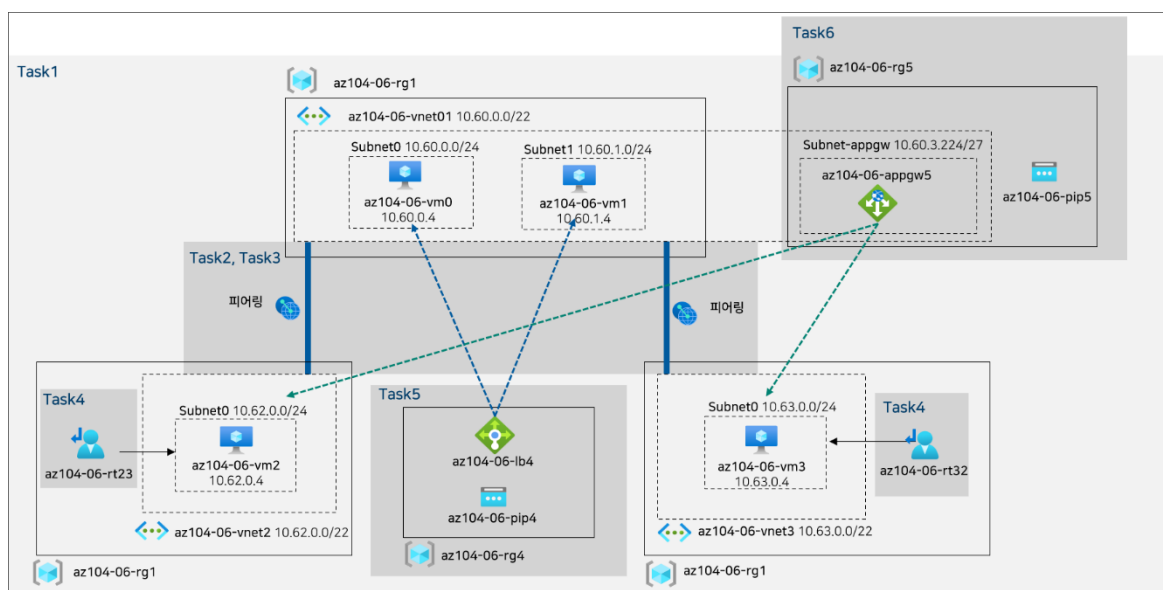 Task6
az104-06-rg5
Task1
az104-06-rg1
az104-06-vnet01 10.60.0.0/22
Subnet0 10.60.0.0/24
Subnet1 10.60.1.0/24
az104-06-vm0
10.60.0.4
az104-06-vm1
10.60.1.4
Subnet-appgw 10.60.3.224/27
az104-06-appgw5
az104-06-pip5
Task2, Task3
피어링
피어링
Task4
Subnet0 10.62.0.0/24
az104-06-rt23
az104-06-vm2
10.62.0.4
az104-06-vnet2 10.62.0.0/22
az104-06-rg1
Task5
az104-06-lb4
az104-06-pip4
az104-06-rg4
Subnet0 10.63.0.0/24
Task4
az104-06-vm3
10.63.0.4
az104-06-rt32
az104-06-vnet3 10.63.0.0/22
az104-06-rg1